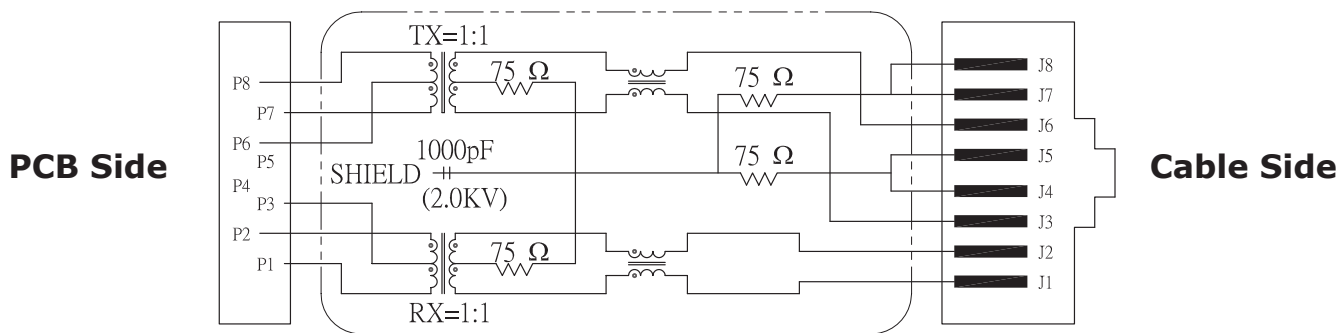 TX=1:1
75 Ω
75 Ω
1000pF
SHIELD
(2.0KV)
75 Ω
75 Ω
RX=1:1
PCB Side
P8
P7
P6
P5
P4
P3
P2
P1
J8
J7
J6
J5
J4
J3
J2
J1
Cable Side